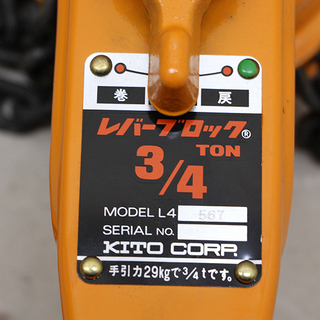 巻 戻
レバーブロック®
3/4 TON
MODEL L4 567
SERIAL NO.
KITO CORP.
手引力29kgで3/4tです。